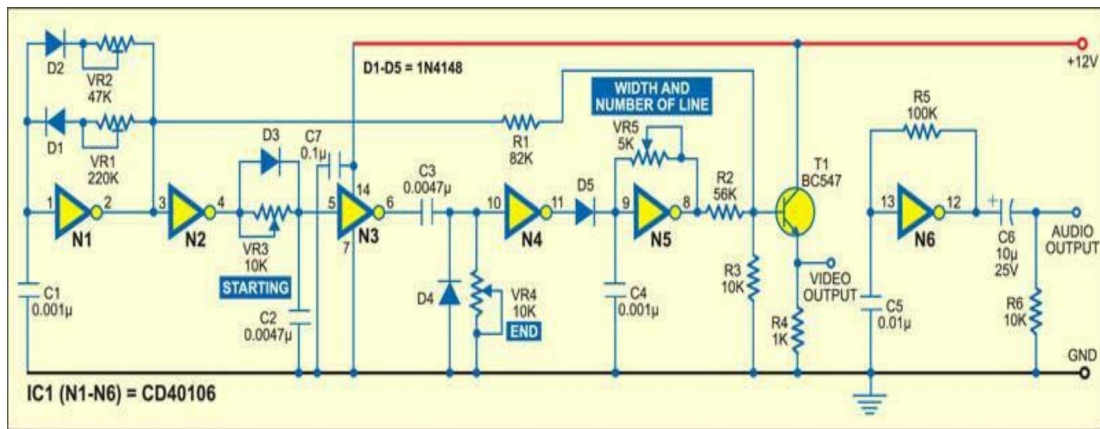 D2
VR2
47K
D1
VR1
220K
1
2
N1
C1
0.001µ
3
4
N2
D3
VR3
10K
STARTING
C2
0.0047µ
C7
0.1µ
D1-D5 = 1N4148
14
5
6
7
N3
C3
0.0047µ
R1
82K
D4
VR4
10K
END
10
11
N4
D5
WIDTH AND
NUMBER OF LINE
VR5
5K
9
8
N5
C4
0.001µ
R2
56K
R3
10K
T1
BC547
VIDEO
OUTPUT
R4
1K
+12V
R5
100K
13
12
N6
C5
0.01µ
+
C6
10µ
25V
AUDIO
OUTPUT
R6
10K
GND
IC1 (N1-N6) = CD40106